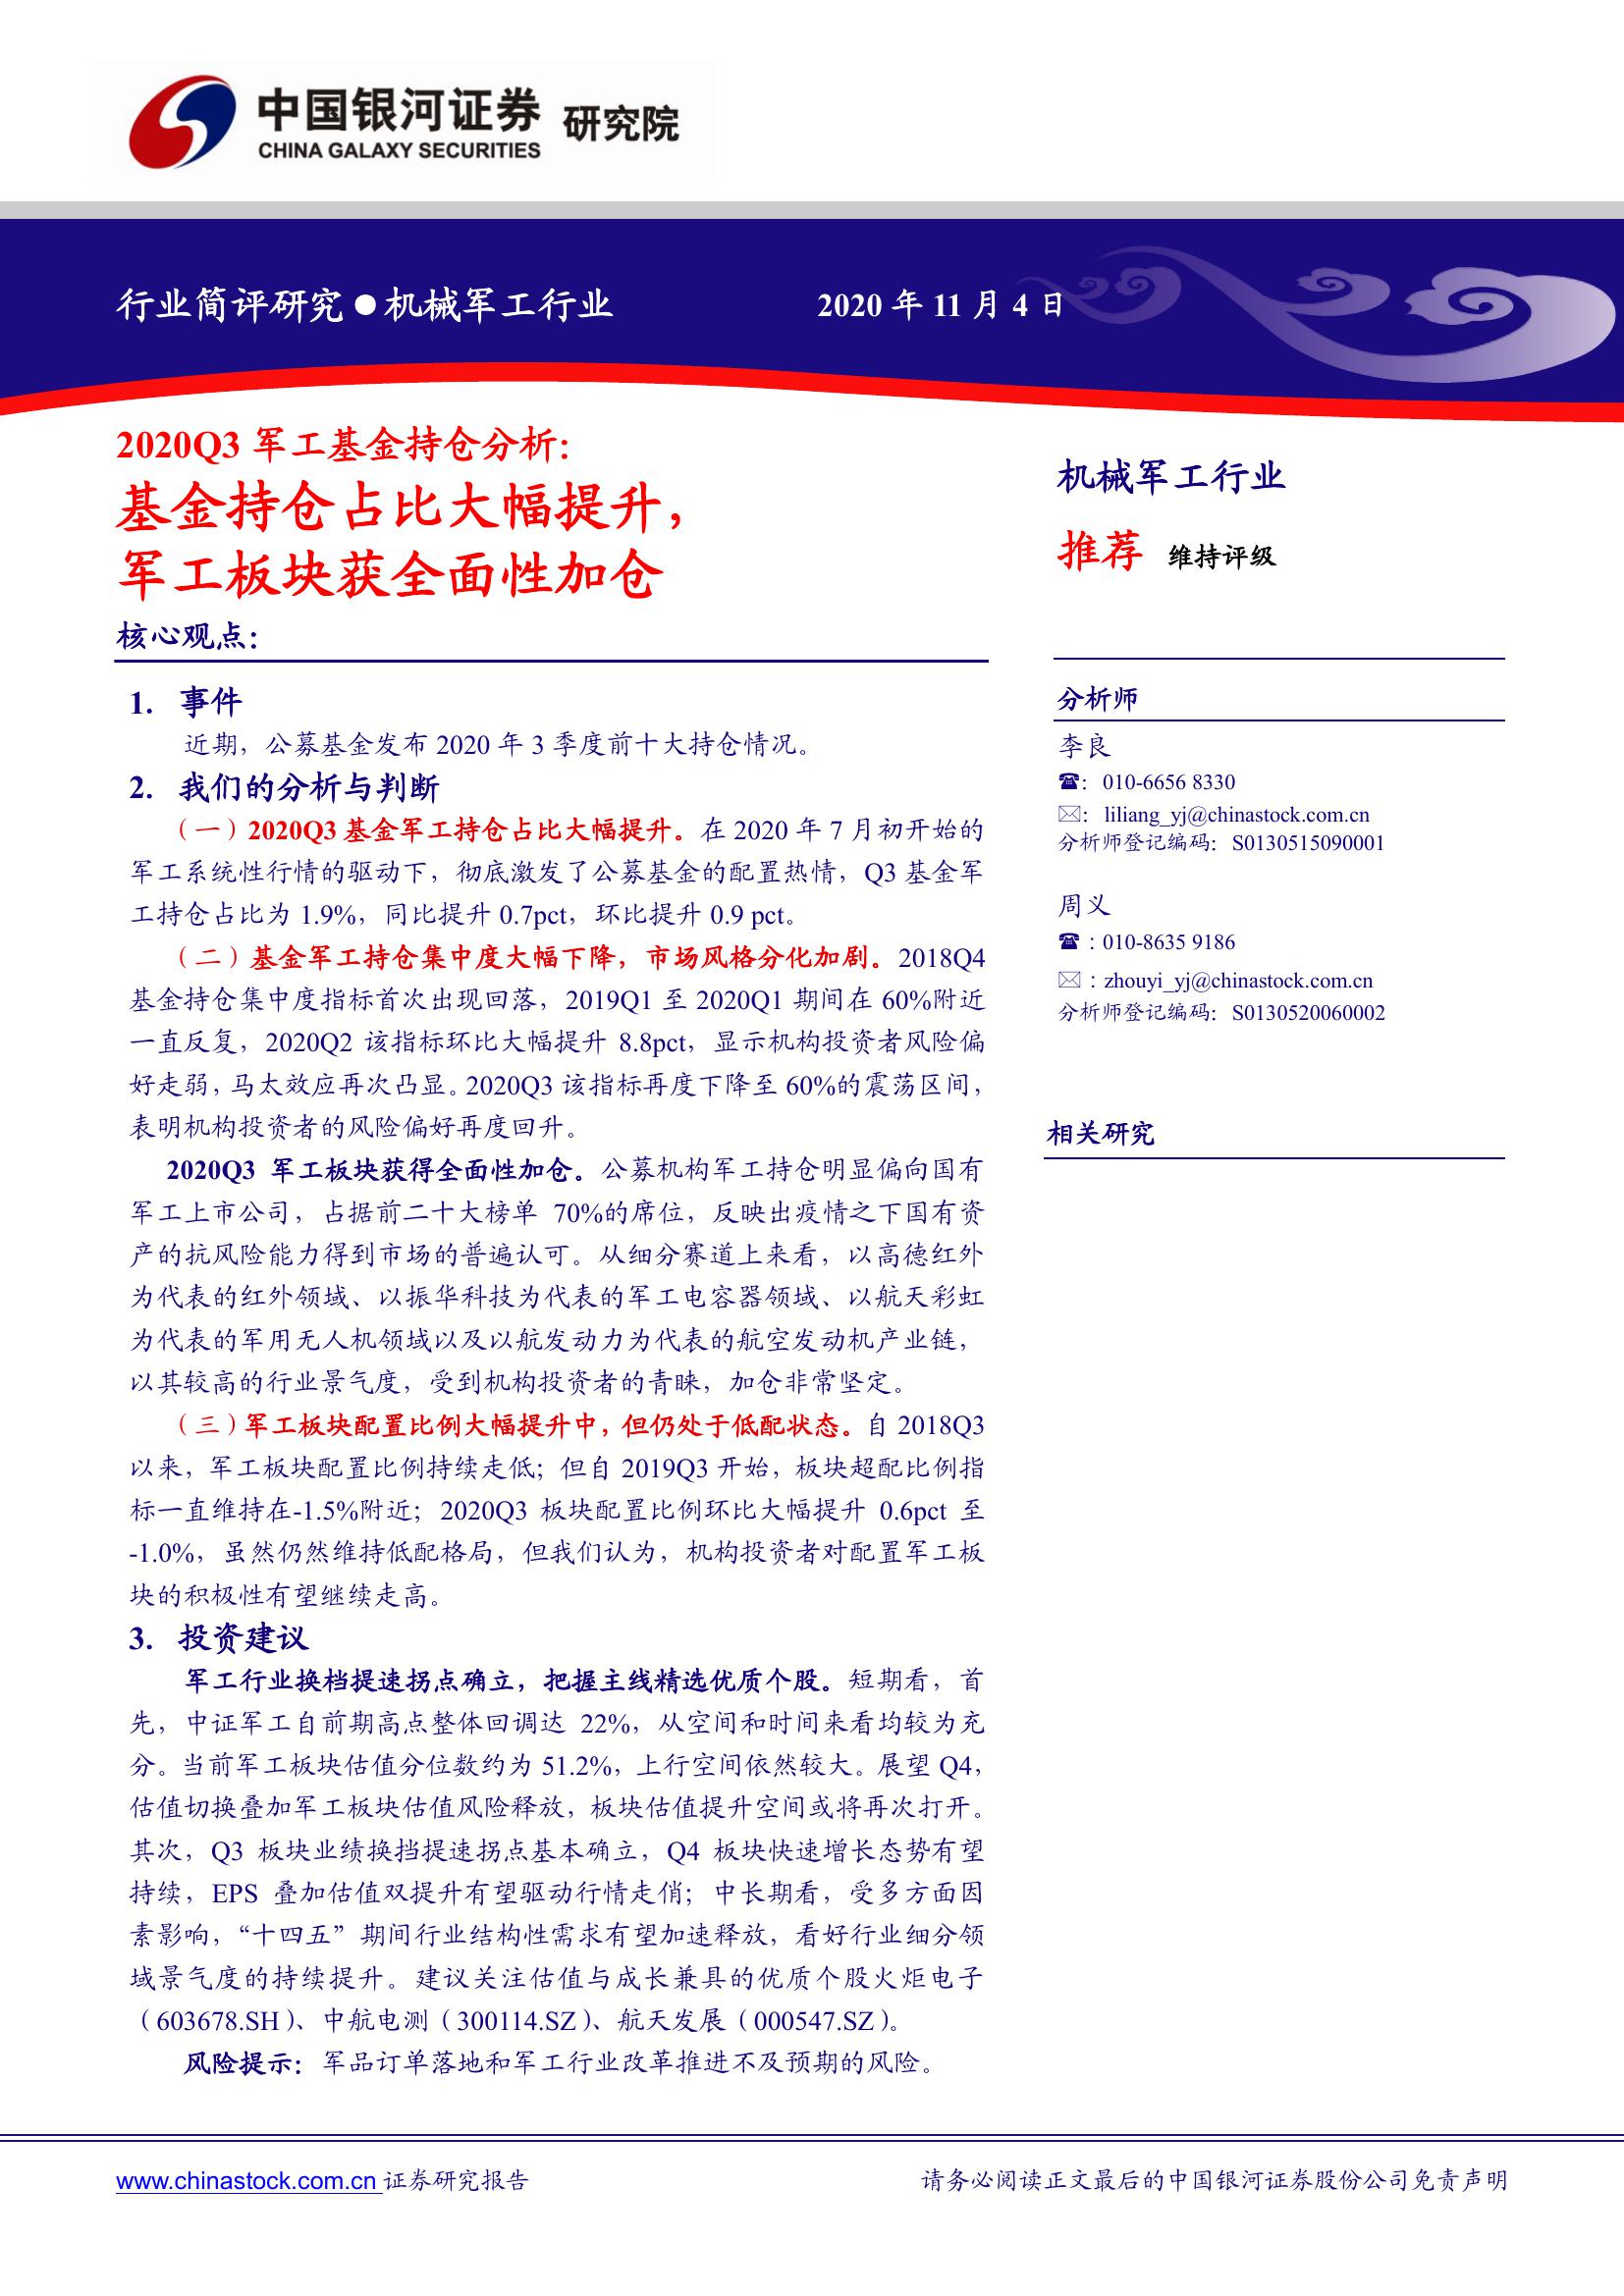 中国银河证券 研究院
CHINA GALAXY SECURITIES
行业简评研究●机械军工行业 2020 年 11 月 4 日
2020Q3 军工基金持仓分析：
基金持仓占比大幅提升，
军工板块获全面性加仓
核心观点：
1. 事件
近期，公募基金发布 2020 年 3 季度前十大持仓情况。
2. 我们的分析与判断
（一）2020Q3 基金军工持仓占比大幅提升。在 2020 年 7 月初开始的
军工系统性行情的驱动下，彻底激发了公募基金的配置热情，Q3 基金军
工持仓占比为 1.9%，同比提升 0.7pct，环比提升 0.9 pct。
（二）基金军工持仓集中度大幅下降，市场风格分化加剧。2018Q4
基金持仓集中度指标首次出现回落，2019Q1 至 2020Q1 期间在 60%附近
一直反复，2020Q2 该指标环比大幅提升 8.8pct，显示机构投资者风险偏
好走弱，马太效应再次凸显。2020Q3 该指标再度下降至 60%的震荡区间，
表明机构投资者的风险偏好再度回升。
2020Q3 军工板块获得全面性加仓。公募机构军工持仓明显偏向国有
军工上市公司，占据前二十大榜单 70%的席位，反映出疫情之下国有资
产的抗风险能力得到市场的普遍认可。从细分赛道上来看，以高德红外
为代表的红外领域、以振华科技为代表的军工电容器领域、以航天彩虹
为代表的军用无人机领域以及以航发动力为代表的航空发动机产业链，
以其较高的行业景气度，受到机构投资者的青睐，加仓非常坚定。
（三）军工板块配置比例大幅提升中，但仍处于低配状态。自 2018Q3
以来，军工板块配置比例持续走低；但自 2019Q3 开始，板块超配比例指
标一直维持在-1.5%附近；2020Q3 板块配置比例环比大幅提升 0.6pct 至
-1.0%，虽然仍然维持低配格局，但我们认为，机构投资者对配置军工板
块的积极性有望继续走高。
3. 投资建议
军工行业换档提速拐点确立，把握主线精选优质个股。短期看，首
先，中证军工自前期高点整体回调达 22%，从空间和时间来看均较为充
分。当前军工板块估值分位数约为 51.2%，上行空间依然较大。展望 Q4，
估值切换叠加军工板块估值风险释放，板块估值提升空间或将再次打开。
其次，Q3 板块业绩换挡提速拐点基本确立，Q4 板块快速增长态势有望
持续，EPS 叠加估值双提升有望驱动行情走俏；中长期看，受多方面因
素影响，“十四五”期间行业结构性需求有望加速释放，看好行业细分领
域景气度的持续提升。建议关注估值与成长兼具的优质个股火炬电子
（603678.SH）、中航电测（300114.SZ）、航天发展（000547.SZ）。
风险提示：军品订单落地和军工行业改革推进不及预期的风险。
机械军工行业
推荐 维持评级
分析师
李良
☎：010-6656 8330
✉：liliang_yj@chinastock.com.cn
分析师登记编码：S0130515090001
周义
☎：010-8635 9186
✉：zhouyi_yj@chinastock.com.cn
分析师登记编码：S0130520060002
相关研究
www.chinastock.com.cn 证券研究报告 请务必阅读正文最后的中国银河证券股份公司免责声明